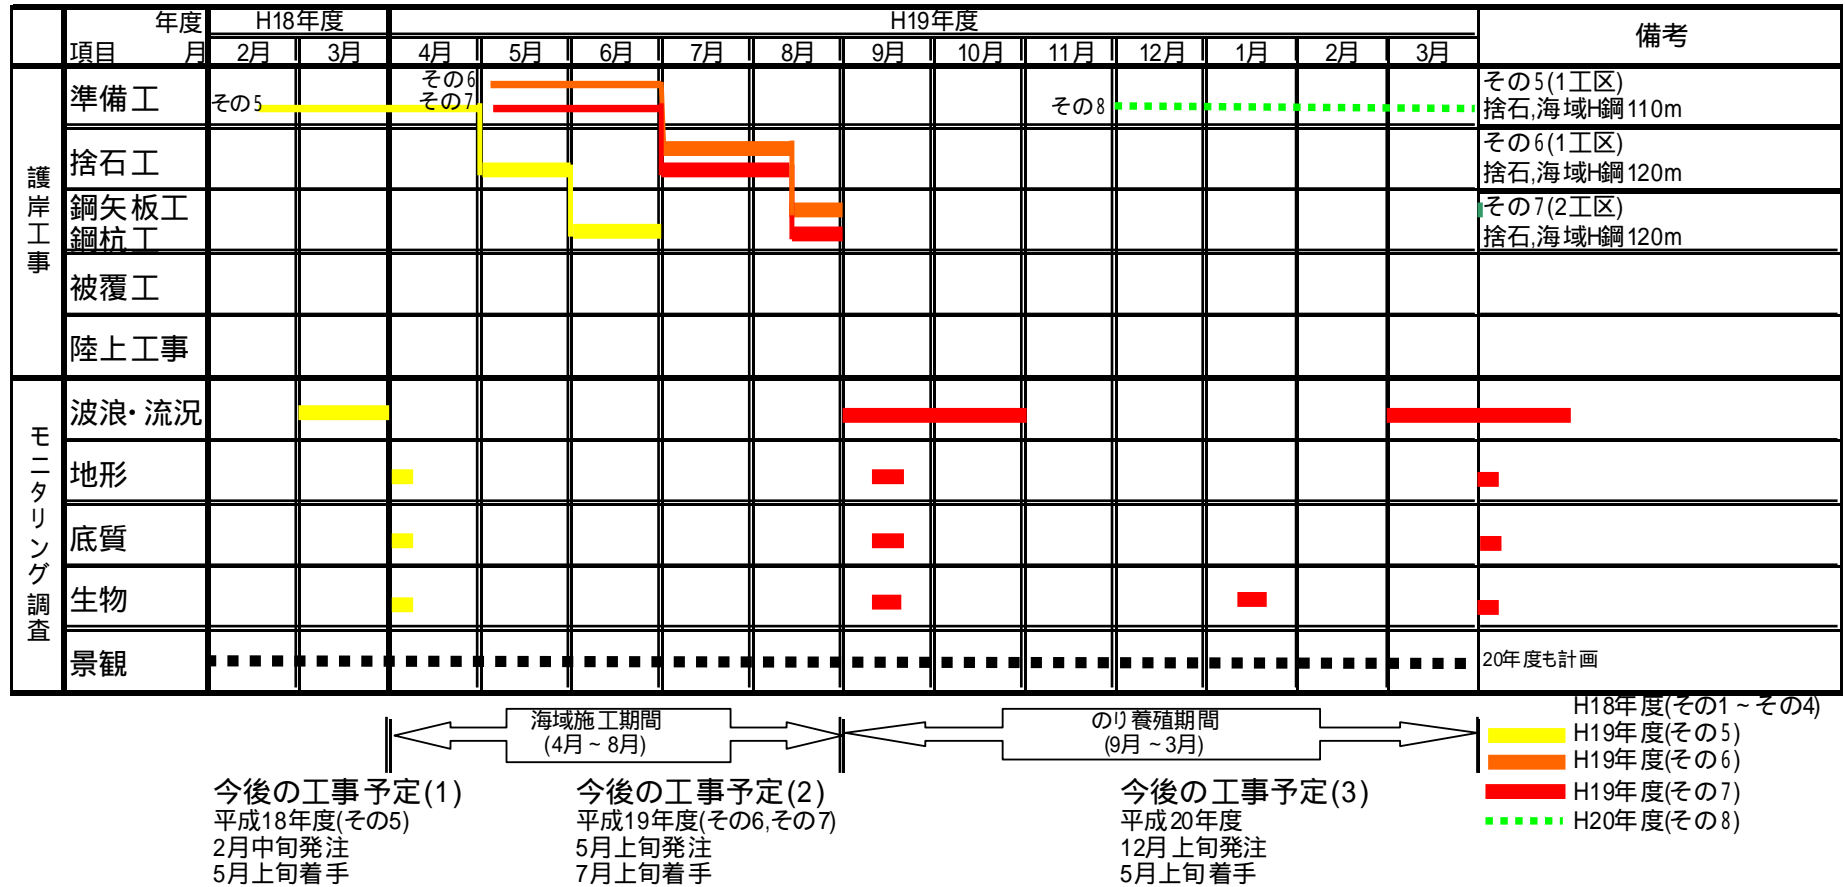 年度 H18年度 H19年度 備考
項目 月 2月 3月 4月 5月 6月 7月 8月 9月 10月 11月 12月 1月 2月 3月
護岸工事
準備工 その5 その6 その7 その8
その5(1工区)
捨石,海域H鋼110m
捨石工
その6(1工区)
捨石,海域H鋼120m
鋼矢板工
鋼杭工
その7(2工区)
捨石,海域H鋼120m
被覆工
陸上工事
モニタリング調査
波浪・流況
地形
底質
生物
景観 20年度も計画
海域施工期間
(4月~8月)
のり養殖期間
(9月~3月)
H18年度(その1~その4)
H19年度(その5)
H19年度(その6)
H19年度(その7)
H20年度(その8)
今後の工事予定(1)
平成18年度(その5)
2月中旬発注
5月上旬着手
今後の工事予定(2)
平成19年度(その6,その7)
5月上旬発注
7月上旬着手
今後の工事予定(3)
平成20年度
12月上旬発注
5月上旬着手